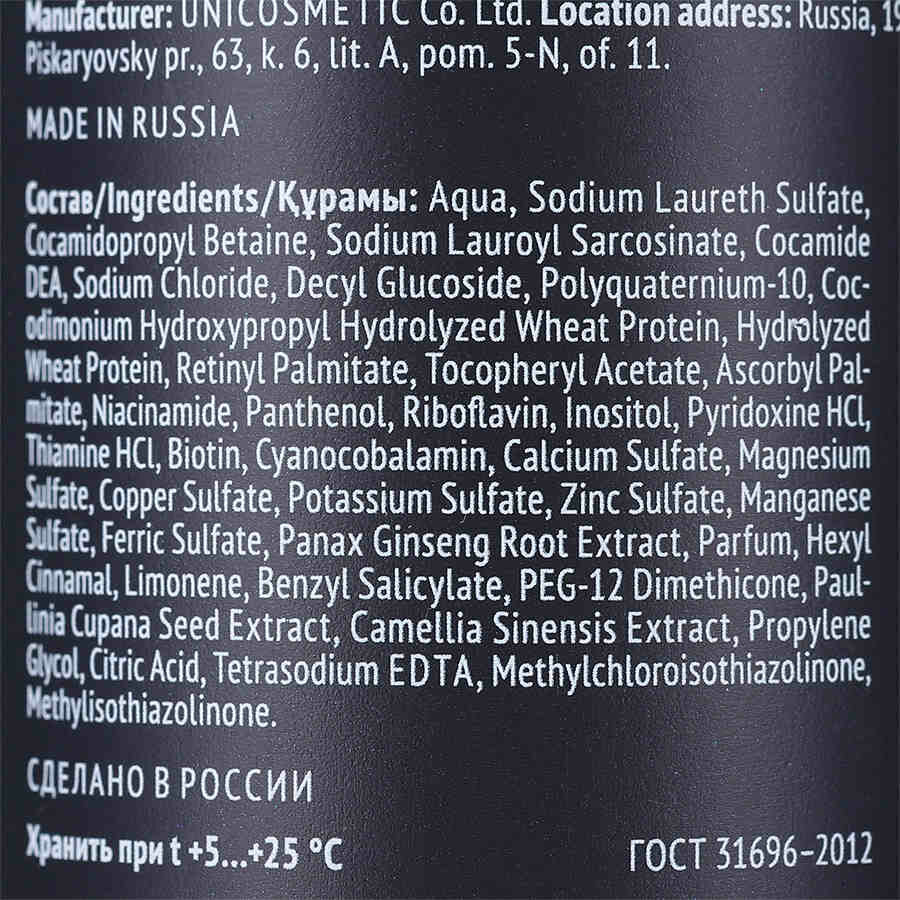 Manufacturer: UNICOSMETIC Co. Ltd. Location address: Russia, 19
Piskaryovsky pr., 63, k. 6, lit. A, pom. 5-N, of. 11.
MADE IN RUSSIA
Состав/Ingredients/Құрамы: Aqua, Sodium Laureth Sulfate,
Cocamidopropyl Betaine, Sodium Lauroyl Sarcosinate, Cocamide
DEA, Sodium Chloride, Decyl Glucoside, Polyquaternium-10, Coc-
odimonium Hydroxypropyl Hydrolyzed Wheat Protein, Hydrolyzed
Wheat Protein, Retinyl Palmitate, Tocopheryl Acetate, Ascorbyl Pal-
mitate, Niacinamide, Panthenol, Riboflavin, Inositol, Pyridoxine HCl,
Thiamine HCl, Biotin, Cyanocobalamin, Calcium Sulfate, Magnesium
Sulfate, Copper Sulfate, Potassium Sulfate, Zinc Sulfate, Manganese
Sulfate, Ferric Sulfate, Panax Ginseng Root Extract, Parfum, Hexyl
Cinnamal, Limonene, Benzyl Salicylate, PEG-12 Dimethicone, Paul-
linia Cupana Seed Extract, Camellia Sinensis Extract, Propylene
Glycol, Citric Acid, Tetrasodium EDTA, Methylchloroisothiazolinone,
Methylisothiazolinone.
СДЕЛАНО В РОССИИ
Хранить при t +5...+25 °C
ГОСТ 31696-2012